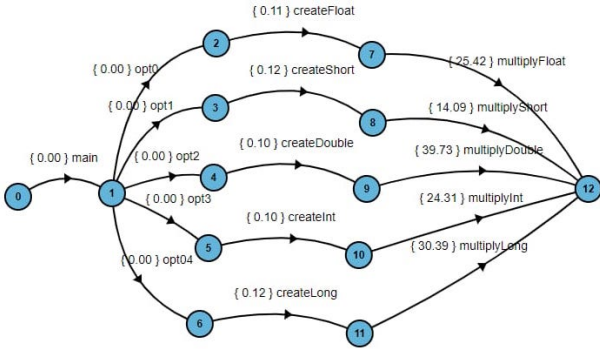 { 0.11 } createFloat
2
7
{ 0.00 } opt0
{ 25.42 } multiplyFloat
{ 0.12 } createShort
{ 0.00 } opt1
3
8
{ 14.09 } multiplyShort
{ 0.10 } createDouble
{ 0.00 } main
{ 0.00 } opt2
{ 39.73 } multiplyDouble
4
9
0
1
12
{ 0.00 } opt3
{ 24.31 } multiplyInt
{ 0.10 } createInt
5
10
{ 0.00 } opt04
{ 30.39 } multiplyLong
{ 0.12 } createLong
6
11